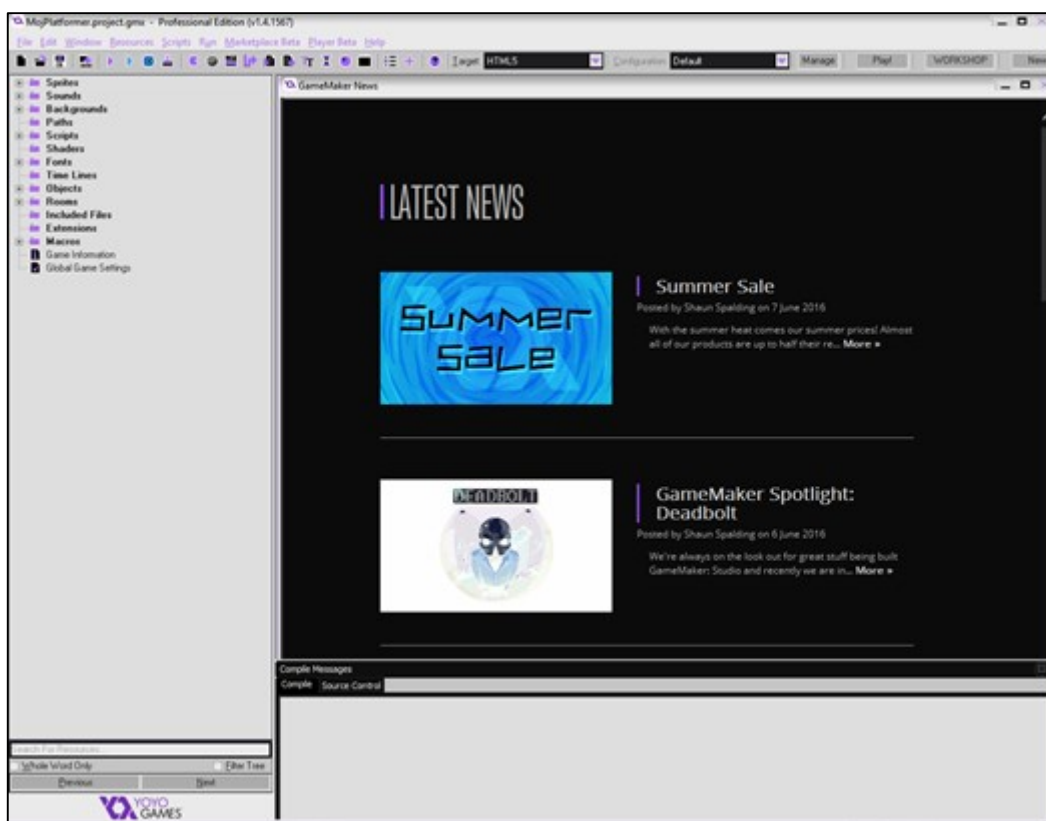 MojPlatformer.project.gmx - Professional Edition (v1.4.1567)
File Edit Window Resources Scripts Run Marketplace Beta Player Beta Help
Target HTML5 Configuration Default Manage Play! WORKSHOP New
Sprites
Sounds
Backgrounds
Paths
Scripts
Shaders
Fonts
Time Lines
Objects
Rooms
Included Files
Extensions
Macros
Game Information
Global Game Settings
GameMaker News
LATEST NEWS
Summer
Sale
Summer Sale
Posted by Shaun Spalding on 7 June 2016
With the summer heat comes our summer prices! Almost
all of our products are up to half their re... More »
DEADBOLT
GameMaker Spotlight:
Deadbolt
Posted by Shaun Spalding on 6 June 2016
We're always on the look out for great stuff being built
GameMaker: Studio and recently we are in... More »
Compile Messages
Compile Source Control
Search For Resources...
Whole Word Only Filter Tree
Previous Next
YOYO
GAMES